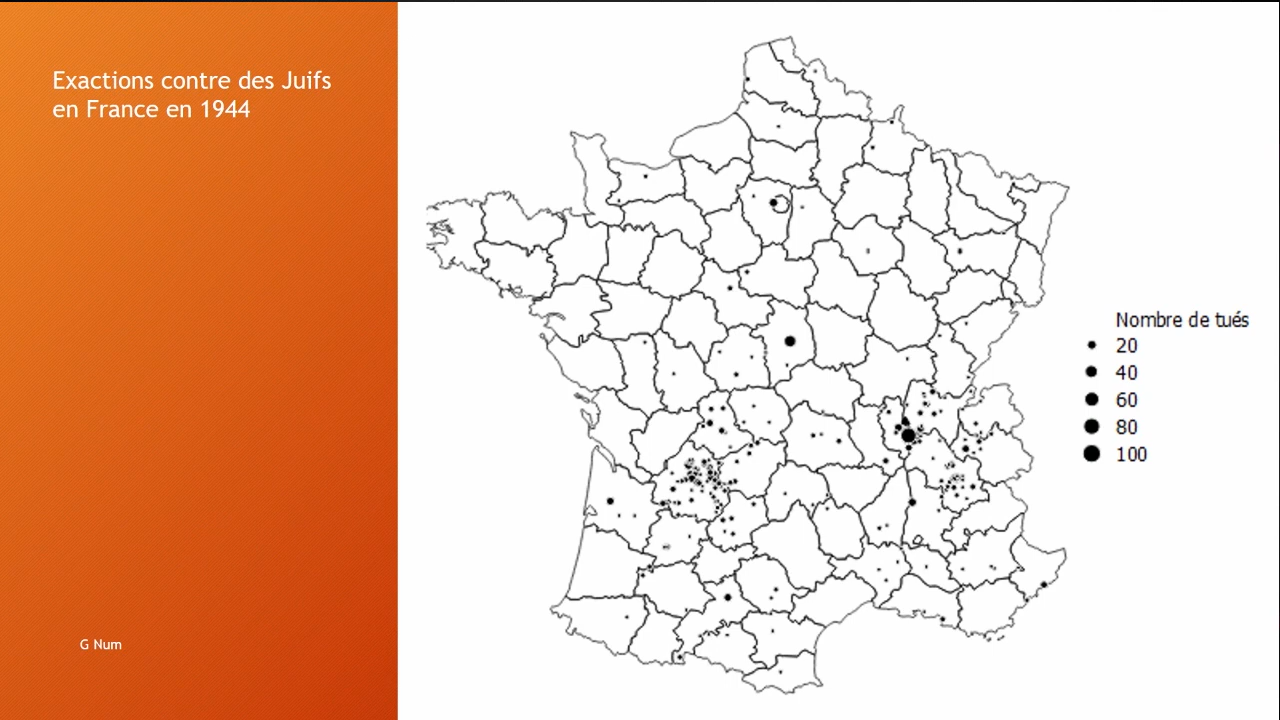 Exactions contre des Juifs
en France en 1944
G Num
Nombre de tués
20
40
60
80
100